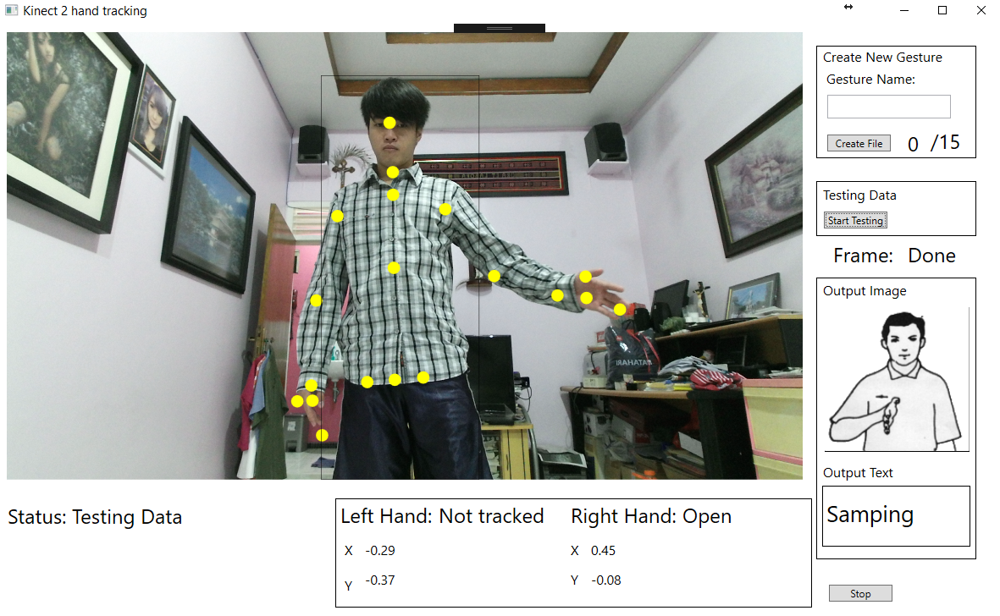 Kinect 2 hand tracking
Create New Gesture
Gesture Name:
Create File
0 /15
Testing Data
Start Testing
Frame: Done
Output Image
Output Text
Samping
Status: Testing Data
Left Hand: Not tracked
Right Hand: Open
X -0.29
X 0.45
Y -0.37
Y -0.08
Stop